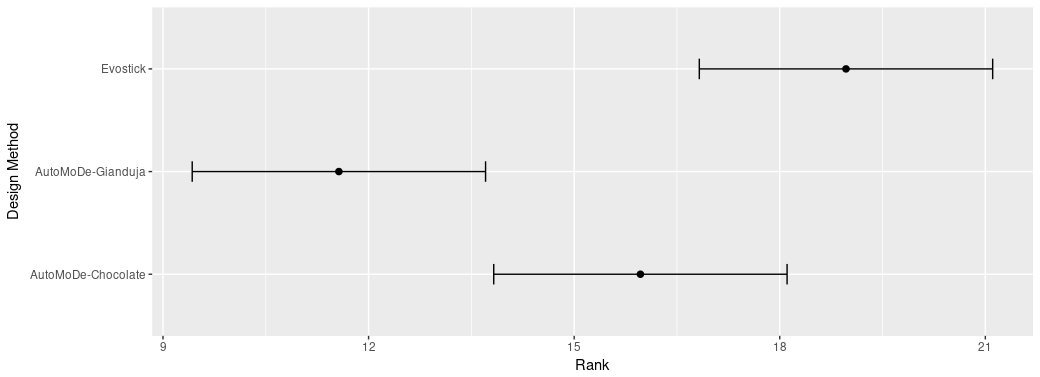 Design Method
Evostick
AutoMoDe-Gianduja
AutoMoDe-Chocolate
9 12 15 18 21
Rank